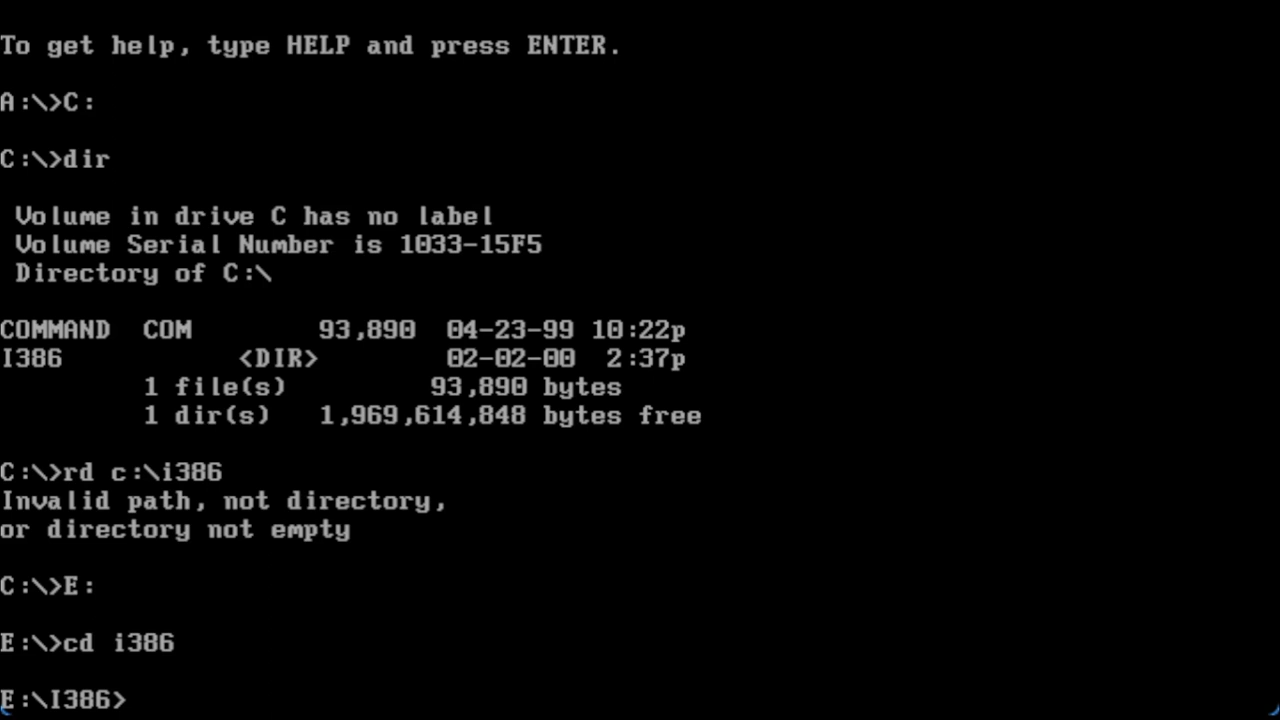 To get help, type HELP and press ENTER.
A:\>C:
C:\>dir
Volume in drive C has no label
Volume Serial Number is 1033-15F5
Directory of C:\
COMMAND  COM        93,890  04-23-99 10:22p
I386           <DIR>        02-02-00  2:37p
1 file(s)         93,890 bytes
1 dir(s)   1,969,614,848 bytes free
C:\>rd c:\i386
Invalid path, not directory,
or directory not empty
C:\>E:
E:\>cd i386
E:\I386>